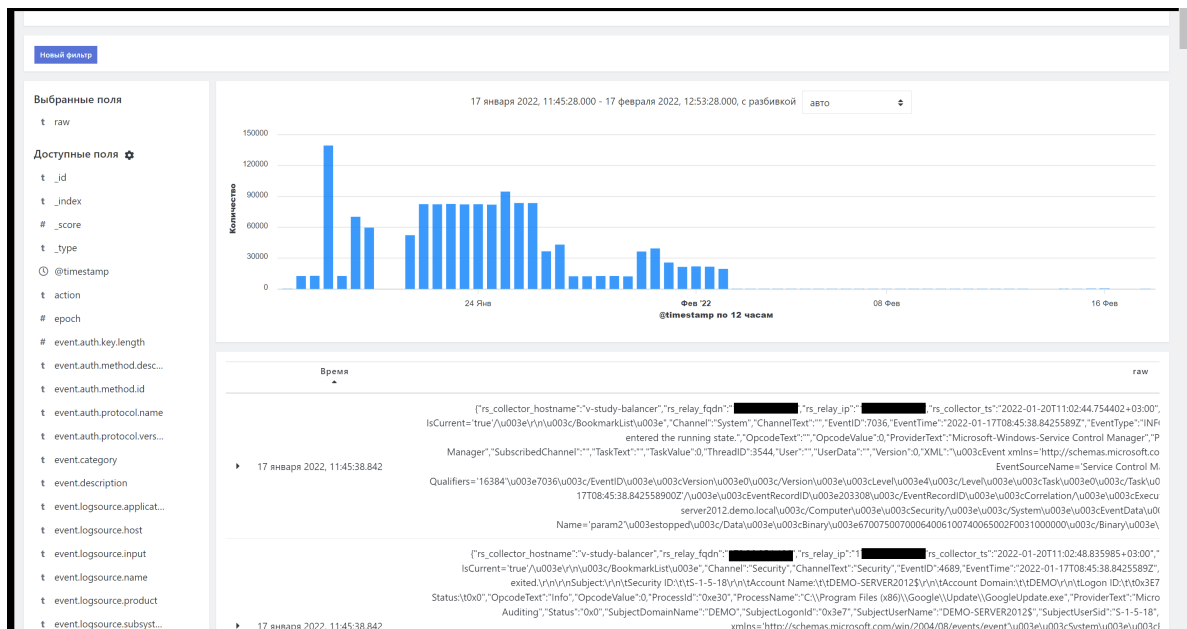 Новый фильтр
Выбранные поля
t raw
Доступные поля
t _id
t _index
# _score
t _type
@timestamp
t action
# epoch
# event.auth.key.length
t event.auth.method.desc...
t event.auth.method.id
t event.auth.protocol.name
t event.auth.protocol.vers...
t event.category
t event.description
t event.logsource.applicat...
t event.logsource.host
t event.logsource.input
t event.logsource.name
t event.logsource.product
t event.logsource.subsyst...
17 января 2022, 11:45:28.000 - 17 февраля 2022, 12:53:28.000, с разбивкой авто
Количество
150000
120000
90000
60000
30000
0
24 Янв Фев '22 08 Фев 16 Фев
@timestamp по 12 часам
Время raw
17 января 2022, 11:45:38.842
{"rs_collector_hostname":"v-study-balancer","rs_relay_fqdn":" ","rs_relay_ip":" ,"rs_collector_ts":"2022-01-20T11:02:44.754402+03:00",
IsCurrent='true'/\u003e\r\n\u003c/BookmarkList\u003e","Channel":"System","ChannelText":"","EventID":7036,"EventTime":"2022-01-17T08:45:38.8425589Z","EventType":"INF
entered the running state.","OpcodeText":"","OpcodeValue":0,"ProviderText":"Microsoft-Windows-Service Control Manager","P
Manager","SubscribedChannel":"","TaskText":"","TaskValue":0,"ThreadID":3544,"User":"","UserData":"","Version":0,"XML":"\u003cEvent xmlns='http://schemas.microsoft.co
EventSourceName='Service Control M
Qualifiers='16384'\u003e7036\u003c/EventID\u003e\u003cVersion\u003e0\u003c/Version\u003e\u003cLevel\u003e4\u003c/Level\u003e\u003cTask\u003e0\u003c/Task\u0
17T08:45:38.842558900Z'/\u003e\u003cEventRecordID\u003e203308\u003c/EventRecordID\u003e\u003cCorrelation/\u003e\u003cExecu
server2012.demo.local\u003c/Computer\u003e\u003cSecurity/\u003e\u003c/System\u003e\u003cEventData\u0
Name='param2'\u003estopped\u003c/Data\u003e\u003cBinary\u003e670075007000640061007400650​02F0031000000\u003c/Binary\u003e\
17 января 2022, 11:45:38.842
{"rs_collector_hostname":"v-study-balancer","rs_relay_fqdn":" ","rs_relay_ip":"1 "rs_collector_ts":"2022-01-20T11:02:48.835985+03:00","
IsCurrent='true'/\u003e\r\n\u003c/BookmarkList\u003e","Channel":"Security","ChannelText":"Security","EventID":4689,"EventTime":"2022-01-17T08:45:38.8425589Z",
exited.\r\n\r\nSubject:\r\n\tSecurity ID:\t\tS-1-5-18\r\n\tAccount Name:\t\tDEMO-SERVER2012$\r\n\tAccount Domain:\t\tDEMO\r\n\tLogon ID:\t\t0x3E7
Status:\t0x0","OpcodeText":"Info","OpcodeValue":0,"ProcessId":"0xe30","ProcessName":"C:\\Program Files (x86)\\Google\\Update\\GoogleUpdate.exe","ProviderText":"Micro
Auditing","Status":"0x0","SubjectDomainName":"DEMO","SubjectLogonId":"0x3e7","SubjectUserName":"DEMO-SERVER2012$","SubjectUserSid":"S-1-5-18",
xmlns='http://schemas.microsoft.com/win/2004/08/events/event'\u003e\u003cSystem\u003e\u003cl